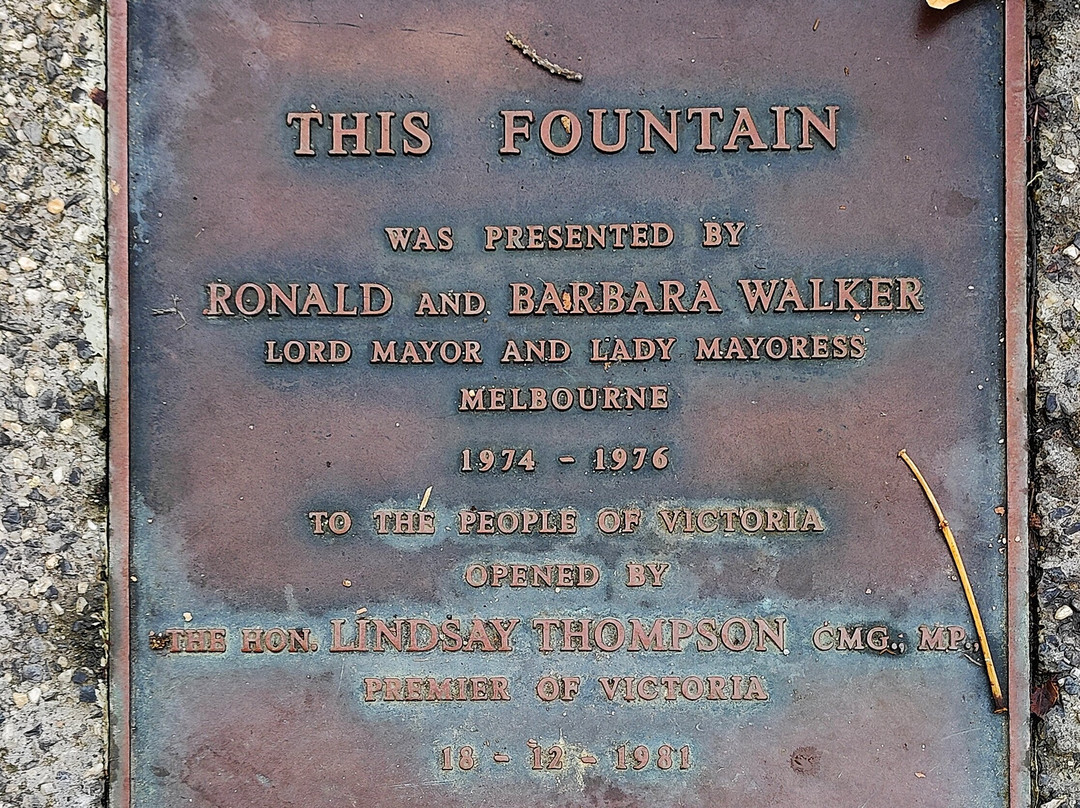 THIS FOUNTAIN
WAS PRESENTED BY
RONALD AND BARBARA WALKER
LORD MAYOR AND LADY MAYORESS
MELBOURNE
1974 - 1976
TO THE PEOPLE OF VICTORIA
OPENED BY
THE HON. LINDSAY THOMPSON CMG., MP.,
PREMIER OF VICTORIA
18 - 12 - 1981